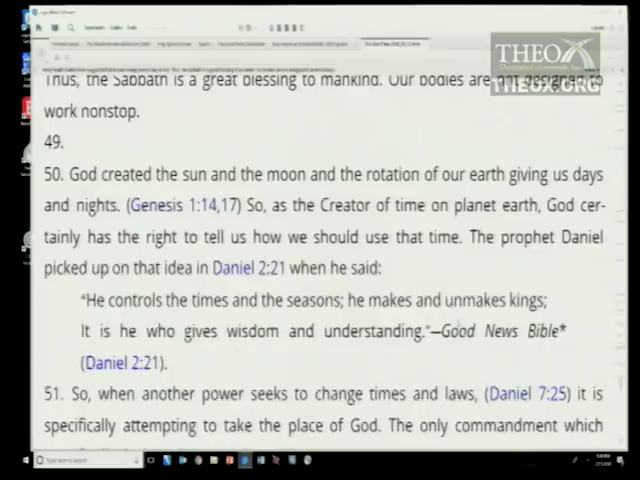 THEOX
THEOX.ORG
Thus, the Sabbath is a great blessing to mankind. Our bodies are not designed to
work nonstop.
49.
50. God created the sun and the moon and the rotation of our earth giving us days
and nights. (Genesis 1:14,17) So, as the Creator of time on planet earth, God cer-
tainly has the right to tell us how we should use that time. The prophet Daniel
picked up on that idea in Daniel 2:21 when he said:
"He controls the times and the seasons; he makes and unmakes kings;
It is he who gives wisdom and understanding."—Good News Bible*
(Daniel 2:21).
51. So, when another power seeks to change times and laws, (Daniel 7:25) it is
specifically attempting to take the place of God. The only commandment which